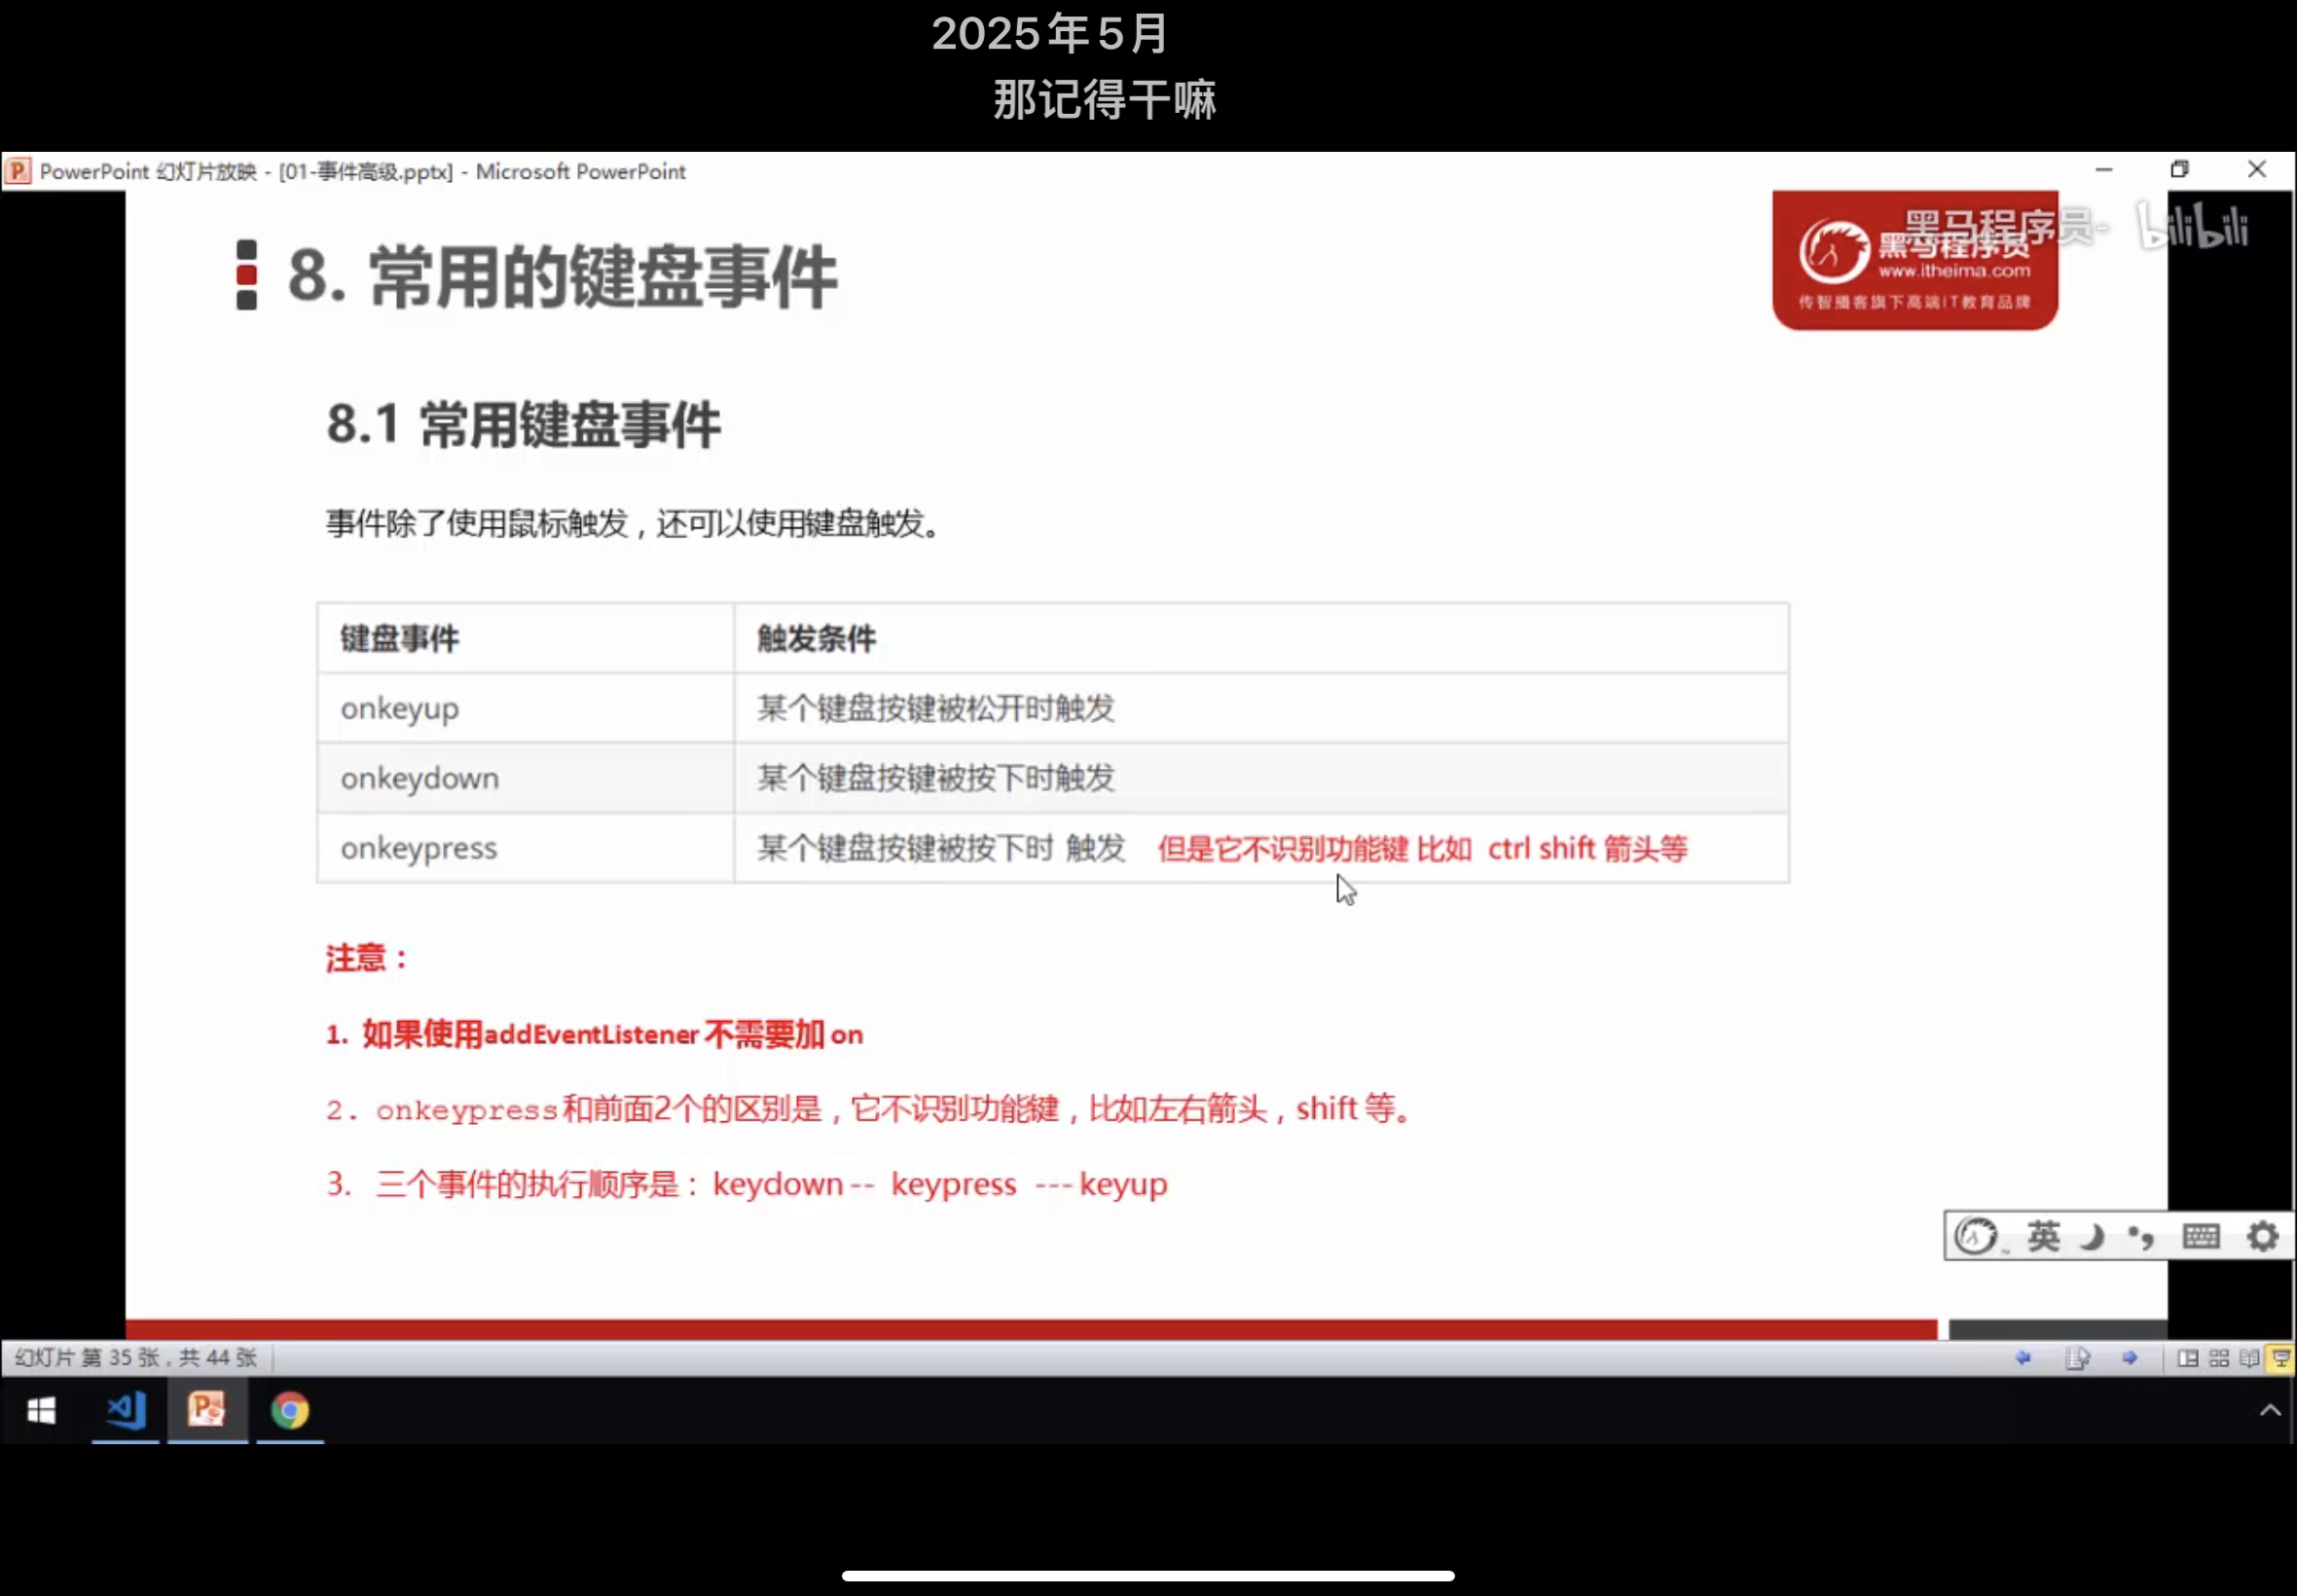 2025年5月
那记得干嘛
PowerPoint 幻灯片放映 - [01-事件高级.pptx] - Microsoft PowerPoint
黑马程序员- bilibili
黑马程序员
www.itheima.com
传智播客旗下高端IT教育品牌
8. 常用的键盘事件
8.1 常用键盘事件
事件除了使用鼠标触发，还可以使用键盘触发。
键盘事件 触发条件
onkeyup 某个键盘按键被松开时触发
onkeydown 某个键盘按键被按下时触发
onkeypress 某个键盘按键被按下时 触发 但是它不识别功能键 比如 ctrl shift 箭头等
注意：
1. 如果使用addEventListener 不需要加 on
2. onkeypress和前面2个的区别是，它不识别功能键，比如左右箭头，shift 等。
3. 三个事件的执行顺序是：keydown -- keypress --- keyup
英
幻灯片 第 35 张，共 44 张